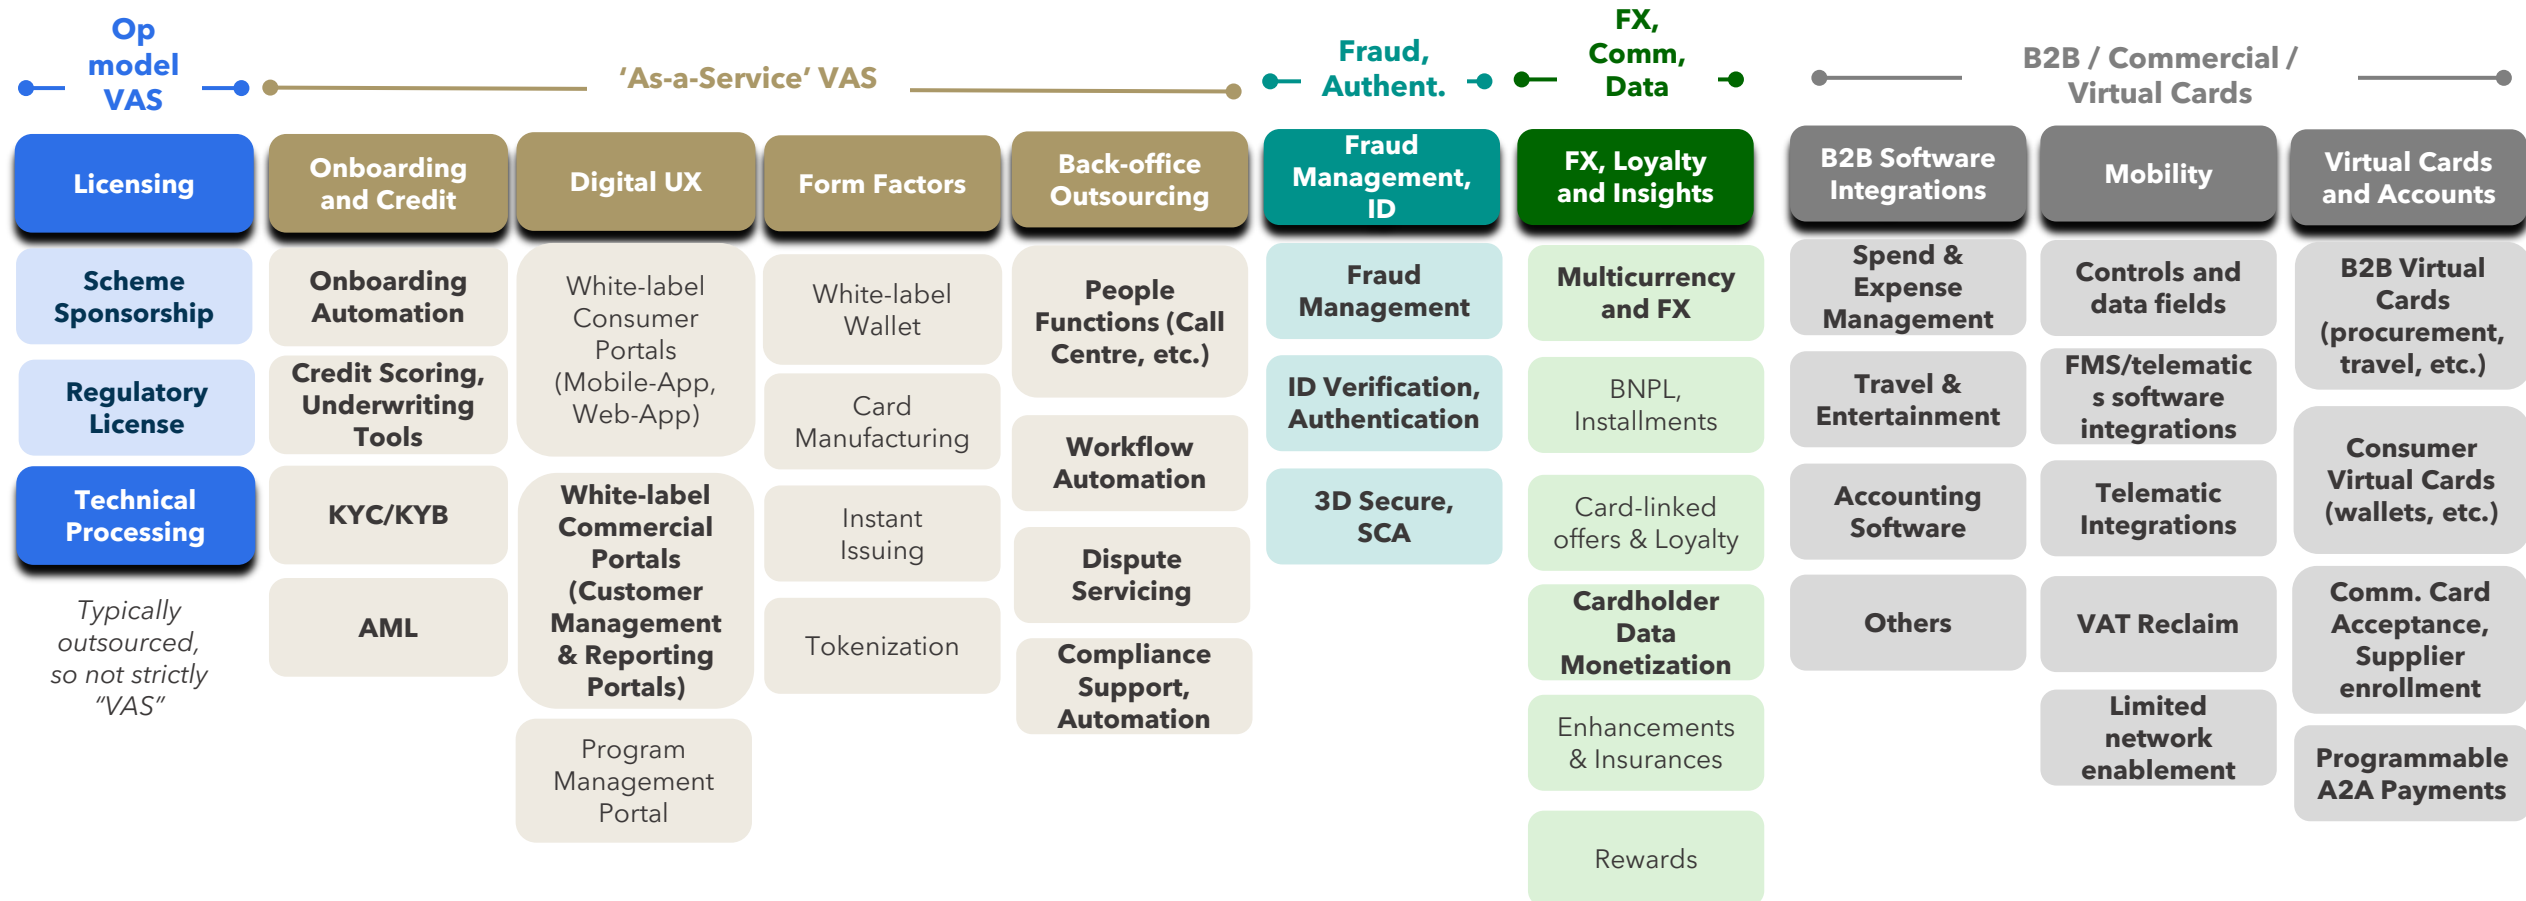 Op
model
VAS
‘As-a-Service’ VAS
Fraud,
Authent.
FX,
Comm,
Data
B2B / Commercial /
Virtual Cards
Licensing
Scheme
Sponsorship
Regulatory
License
Technical
Processing
Typically
outsourced,
so not strictly
“VAS”
Onboarding
and Credit
Onboarding
Automation
Credit Scoring,
Underwriting
Tools
KYC/KYB
AML
Digital UX
White-label
Consumer
Portals
(Mobile-App,
Web-App)
White-label
Commercial
Portals
(Customer
Management
& Reporting
Portals)
Program
Management
Portal
Form Factors
White-label
Wallet
Card
Manufacturing
Instant
Issuing
Tokenization
Back-office
Outsourcing
People
Functions (Call
Centre, etc.)
Workflow
Automation
Dispute
Servicing
Compliance
Support,
Automation
Fraud
Management,
ID
Fraud
Management
ID Verification,
Authentication
3D Secure,
SCA
FX, Loyalty
and Insights
Multicurrency
and FX
BNPL,
Installments
Card-linked
offers & Loyalty
Cardholder
Data
Monetization
Enhancements
& Insurances
Rewards
B2B Software
Integrations
Spend &
Expense
Management
Travel &
Entertainment
Accounting
Software
Others
Mobility
Controls and
data fields
FMS/telematic
s software
integrations
Telematic
Integrations
VAT Reclaim
Limited
network
enablement
Virtual Cards
and Accounts
B2B Virtual
Cards
(procurement,
travel, etc.)
Consumer
Virtual Cards
(wallets, etc.)
Comm. Card
Acceptance,
Supplier
enrollment
Programmable
A2A Payments